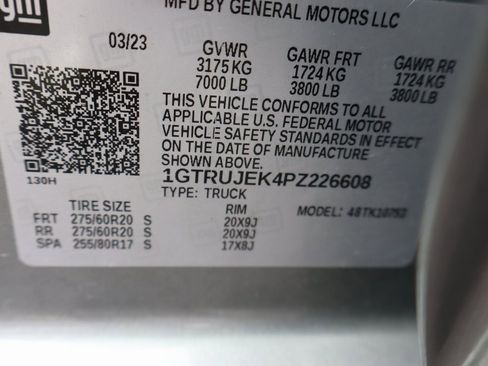 gm
MFD BY GENERAL MOTORS LLC
03/23 GVWR GAWR FRT GAWR RR
3175 KG 1724 KG 1724 KG
7000 LB 3800 LB 3800 LB
THIS VEHICLE CONFORMS TO ALL
APPLICABLE U.S. FEDERAL MOTOR
VEHICLE SAFETY STANDARDS IN EFFECT
ON THE DATE OF MANUFACTURE
SHOWN ABOVE.
130H
1GTRUJEK4PZ226608
TYPE: TRUCK
TIRE SIZE RIM MODEL:
FRT 275/60R20 S 20X9J
RR 275/60R20 S 20X9J
SPA 255/80R17 S 17X8J